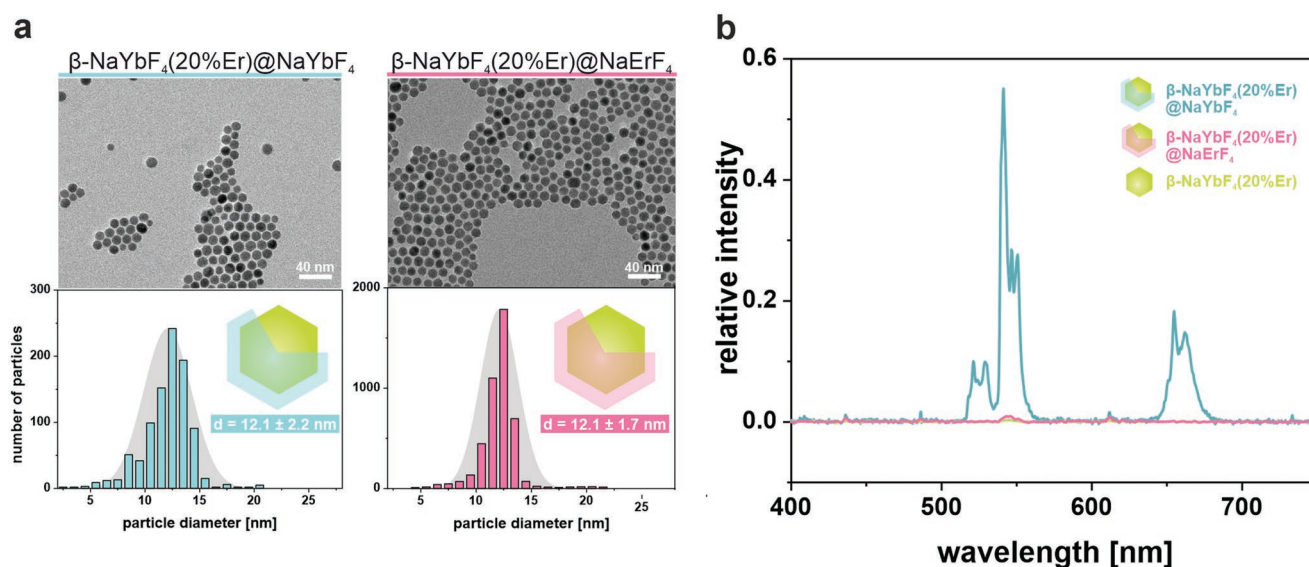 a
β-NaYbF₄(20%Er)@NaYbF₄
β-NaYbF₄(20%Er)@NaErF₄
40 nm
40 nm
300
200
100
0
number of particles
d = 12.1 ± 2.2 nm
5 10 15 20 25
particle diameter [nm]
2000
1000
0
d = 12.1 ± 1.7 nm
5 10 15 20 25
particle diameter [nm]
b
0.6
0.4
0.2
0.0
relative intensity
β-NaYbF₄(20%Er)
@NaYbF₄
β-NaYbF₄(20%Er)
@NaErF₄
β-NaYbF₄(20%Er)
400 500 600 700
wavelength [nm]